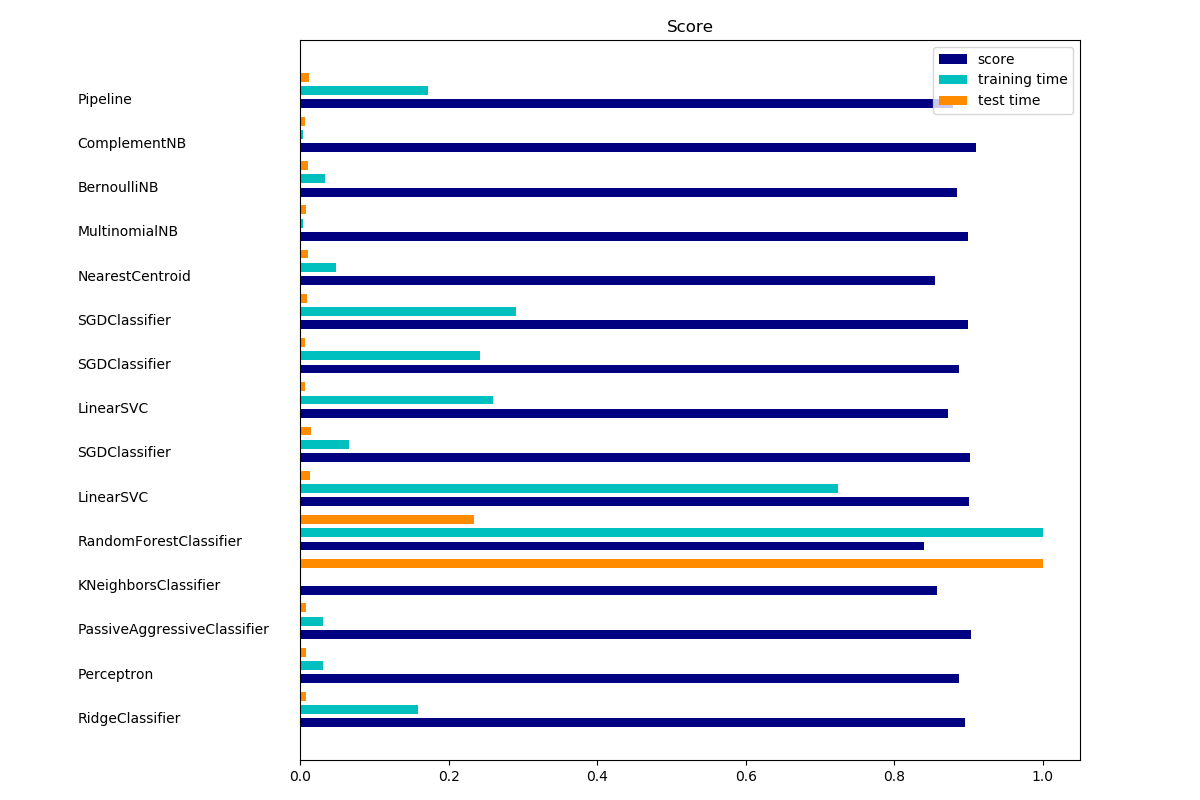 Score
score
training time
test time
Pipeline
ComplementNB
BernoulliNB
MultinomialNB
NearestCentroid
SGDClassifier
SGDClassifier
LinearSVC
SGDClassifier
LinearSVC
RandomForestClassifier
KNeighborsClassifier
PassiveAggressiveClassifier
Perceptron
RidgeClassifier
0.0 0.2 0.4 0.6 0.8 1.0